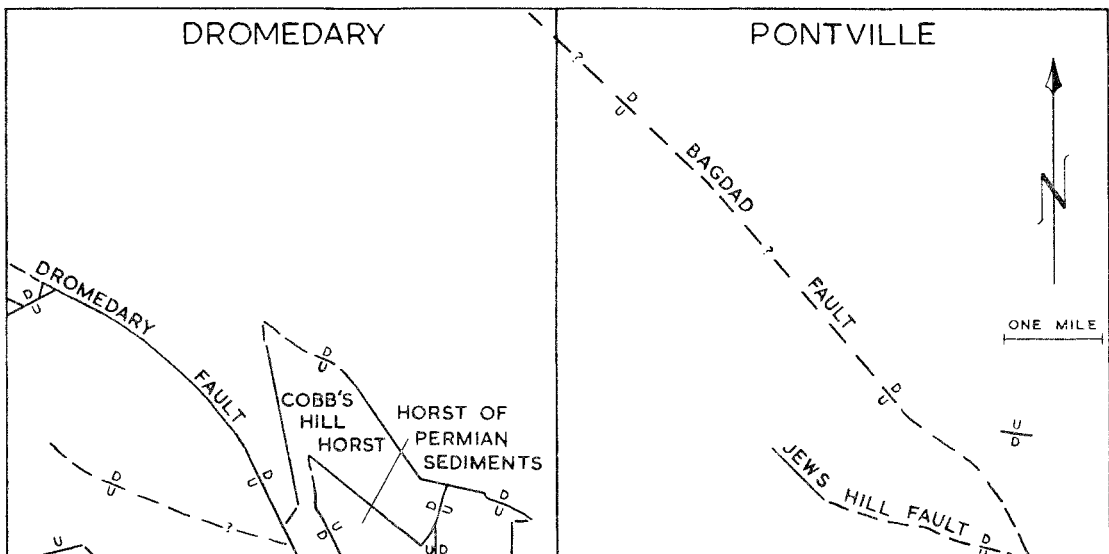 DROMEDARY
PONTVILLE
?
D
U
BAGDAD
?
FAULT
N
ONE MILE
DROMEDARY
FAULT
D
U
D
U
COBB'S
HILL
HORST
HORST OF
PERMIAN
SEDIMENTS
D
U
U
D
JEWS HILL FAULT
D
U
D
U
?
D
U
D
U
U
D
U
D
U
U D
D
U